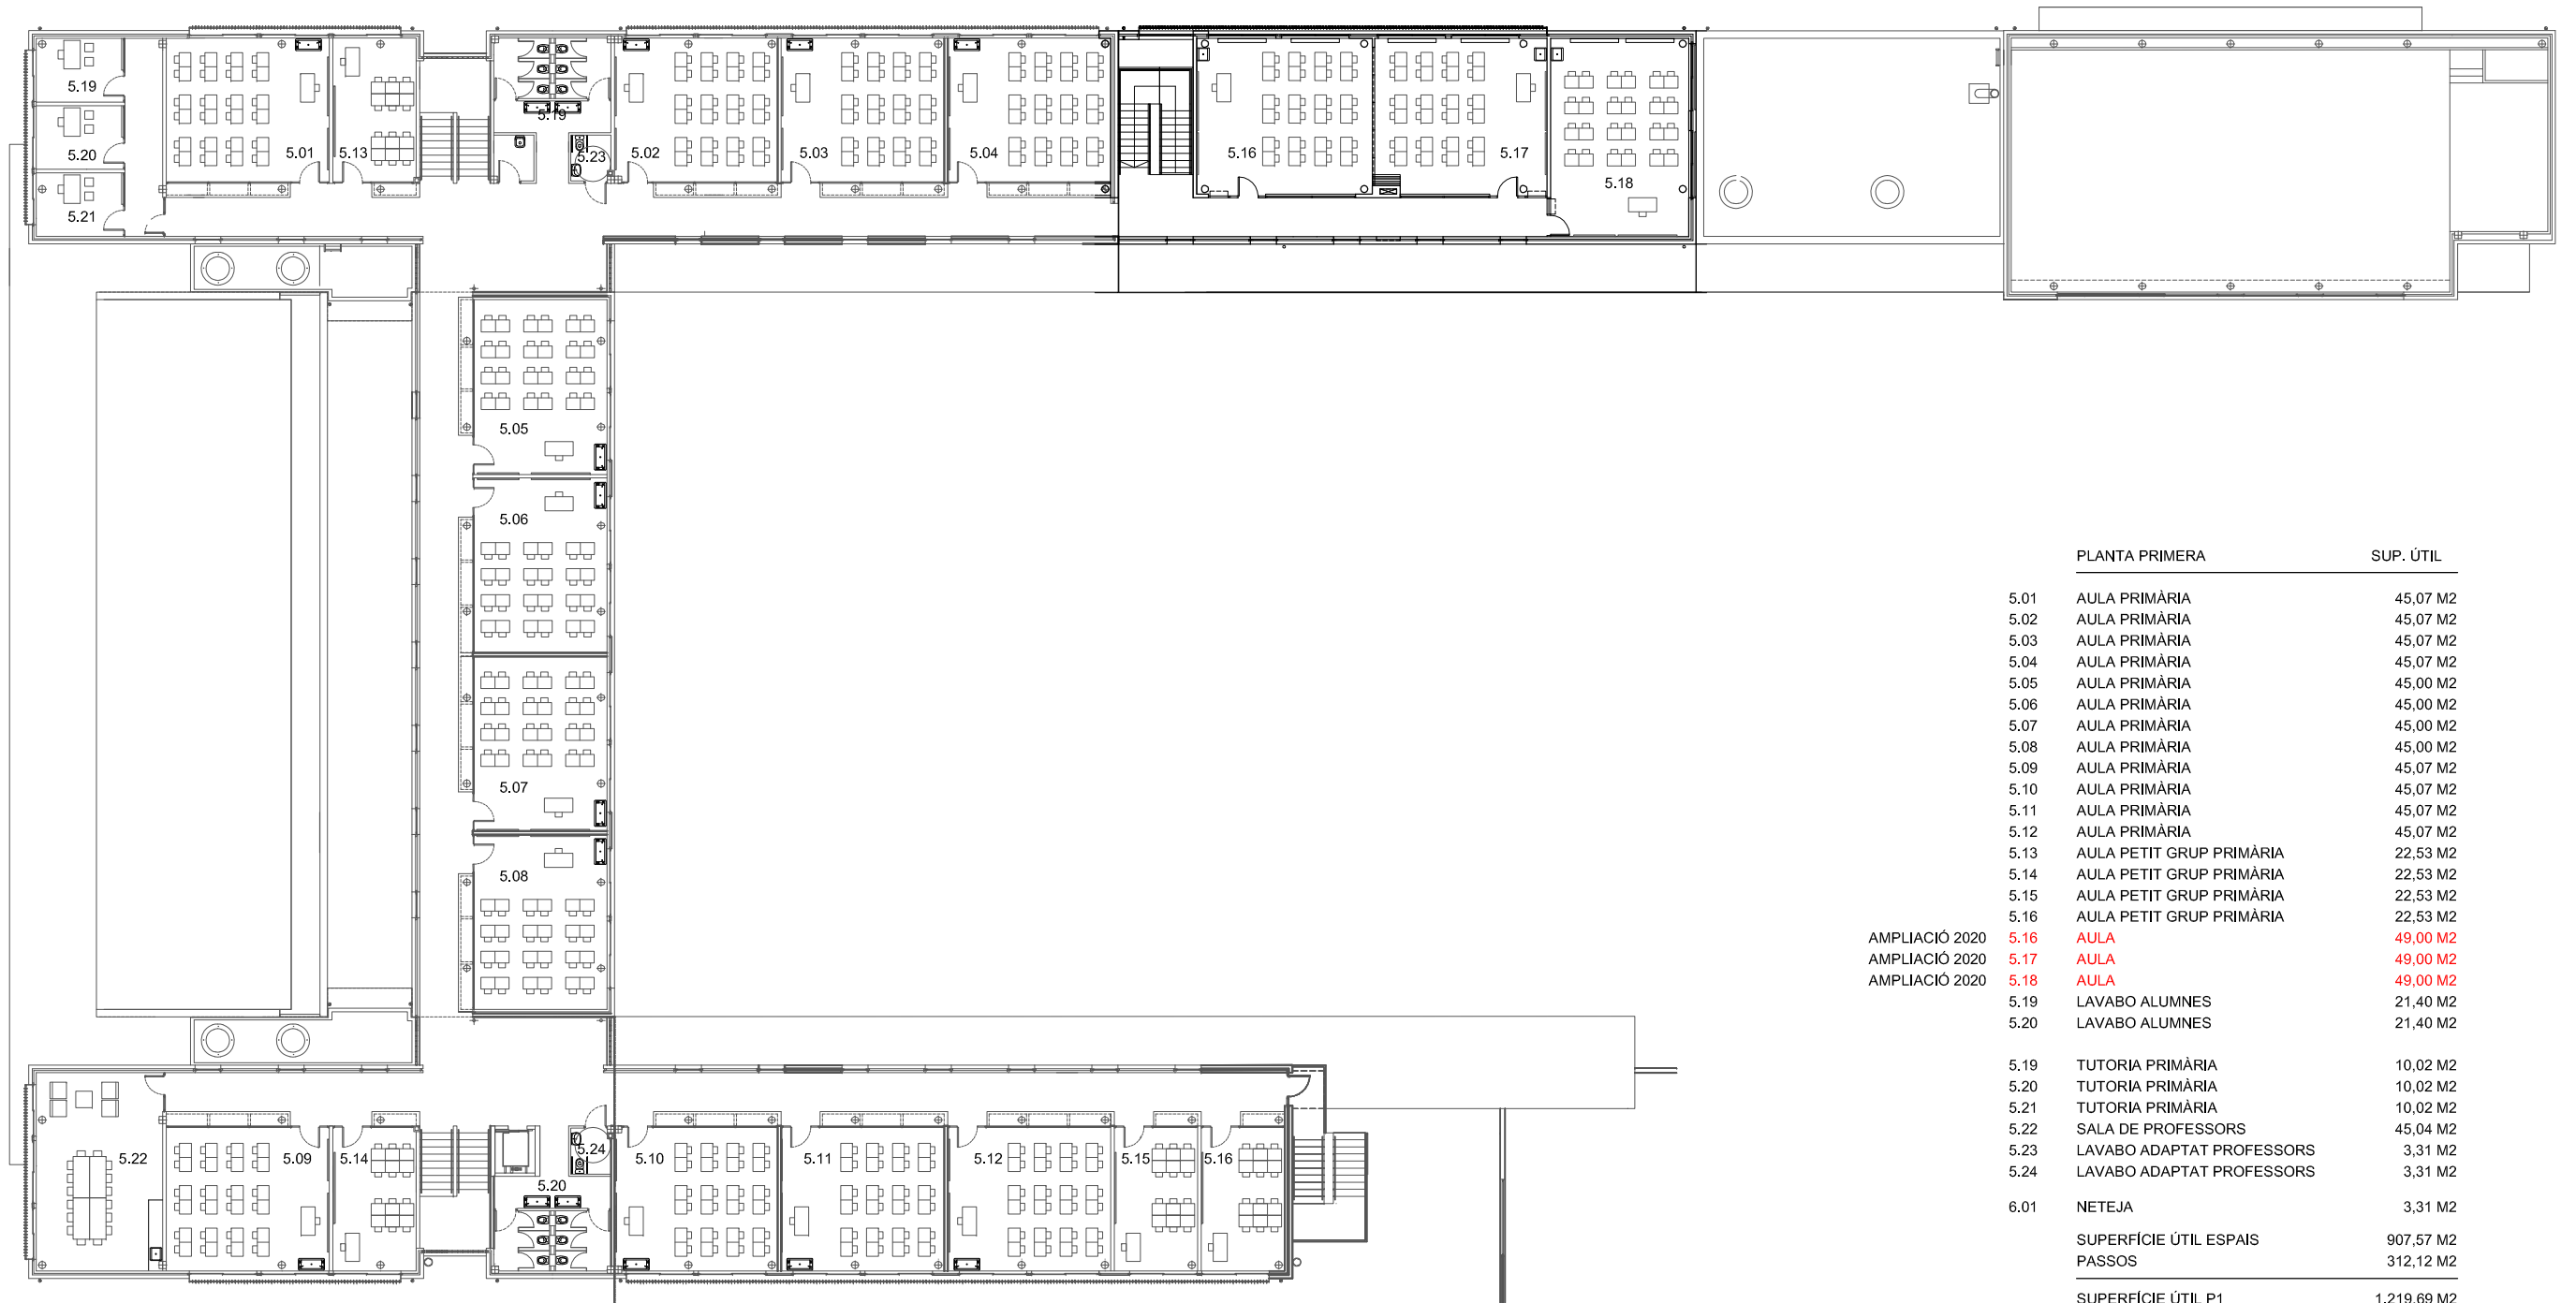 5.19
5.20
5.21
5.01
5.13
5.19
5.23
5.02
5.03
5.04
5.16
5.17
5.18
5.05
5.06
5.07
5.08
5.22
5.09
5.14
5.20
5.24
5.10
5.11
5.12
5.15
5.16
PLANTA PRIMERA SUP. ÚTIL
5.01 AULA PRIMÀRIA 45,07 M2
5.02 AULA PRIMÀRIA 45,07 M2
5.03 AULA PRIMÀRIA 45,07 M2
5.04 AULA PRIMÀRIA 45,07 M2
5.05 AULA PRIMÀRIA 45,00 M2
5.06 AULA PRIMÀRIA 45,00 M2
5.07 AULA PRIMÀRIA 45,00 M2
5.08 AULA PRIMÀRIA 45,00 M2
5.09 AULA PRIMÀRIA 45,07 M2
5.10 AULA PRIMÀRIA 45,07 M2
5.11 AULA PRIMÀRIA 45,07 M2
5.12 AULA PRIMÀRIA 45,07 M2
5.13 AULA PETIT GRUP PRIMÀRIA 22,53 M2
5.14 AULA PETIT GRUP PRIMÀRIA 22,53 M2
5.15 AULA PETIT GRUP PRIMÀRIA 22,53 M2
5.16 AULA PETIT GRUP PRIMÀRIA 22,53 M2
AMPLIACIÓ 2020 5.16 AULA 49,00 M2
AMPLIACIÓ 2020 5.17 AULA 49,00 M2
AMPLIACIÓ 2020 5.18 AULA 49,00 M2
5.19 LAVABO ALUMNES 21,40 M2
5.20 LAVABO ALUMNES 21,40 M2
5.19 TUTORIA PRIMÀRIA 10,02 M2
5.20 TUTORIA PRIMÀRIA 10,02 M2
5.21 TUTORIA PRIMÀRIA 10,02 M2
5.22 SALA DE PROFESSORS 45,04 M2
5.23 LAVABO ADAPTAT PROFESSORS 3,31 M2
5.24 LAVABO ADAPTAT PROFESSORS 3,31 M2
6.01 NETEJA 3,31 M2
SUPERFÍCIE ÚTIL ESPAIS 907,57 M2
PASSOS 312,12 M2
SUPERFÍCIE ÚTIL P1 1.219,69 M2